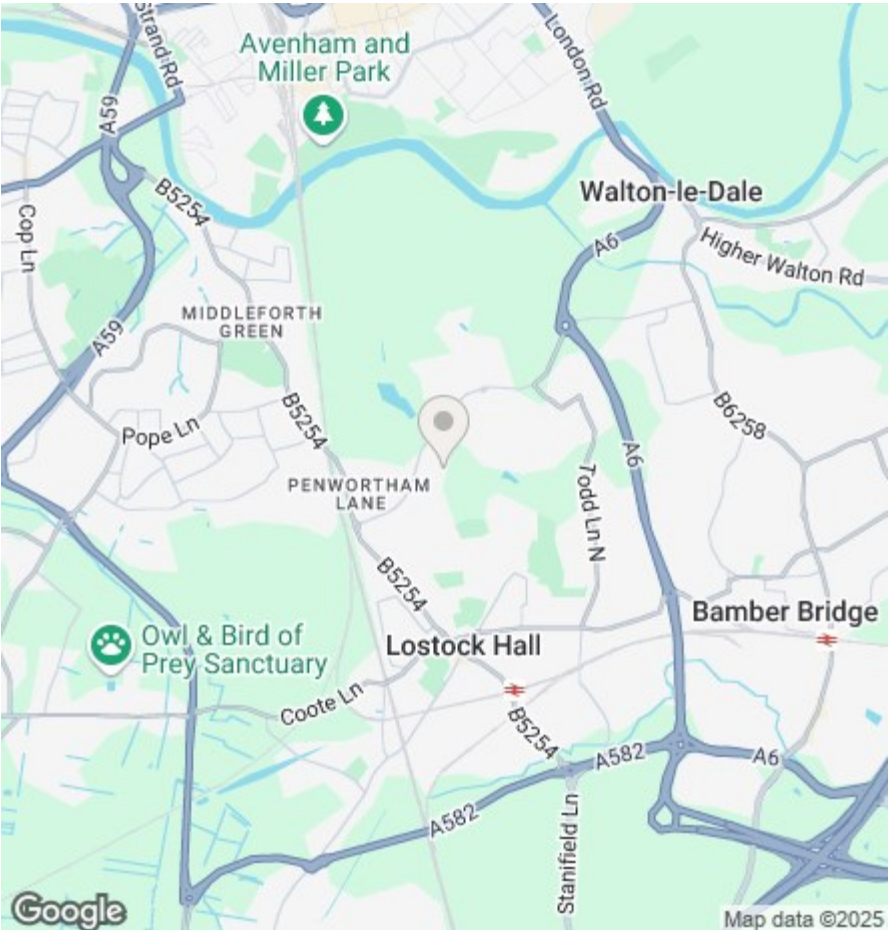 Strand Rd
Avenham and
Miller Park
London Rd
A59
B5254
Walton-le-Dale
Cop Ln
A6
Higher Walton Rd
MIDDLEFORTH
GREEN
A59
B5254
B6258
Pope Ln
A6
PENWORTHAM
LANE
Todd Ln N
B5254
Bamber Bridge
Owl & Bird of
Prey Sanctuary
Lostock Hall
Coote Ln
B5254
A582
A6
A582
Stanifield Ln
Google
Map data ©2025